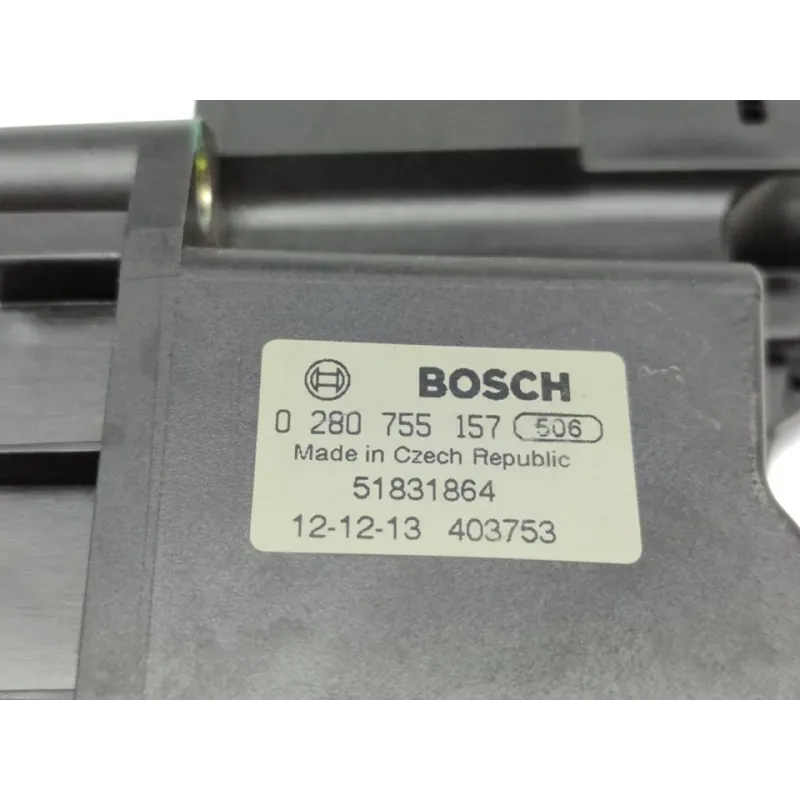 BOSCH
0 280 755 157 506
Made in Czech Republic
51831864
12-12-13 403753